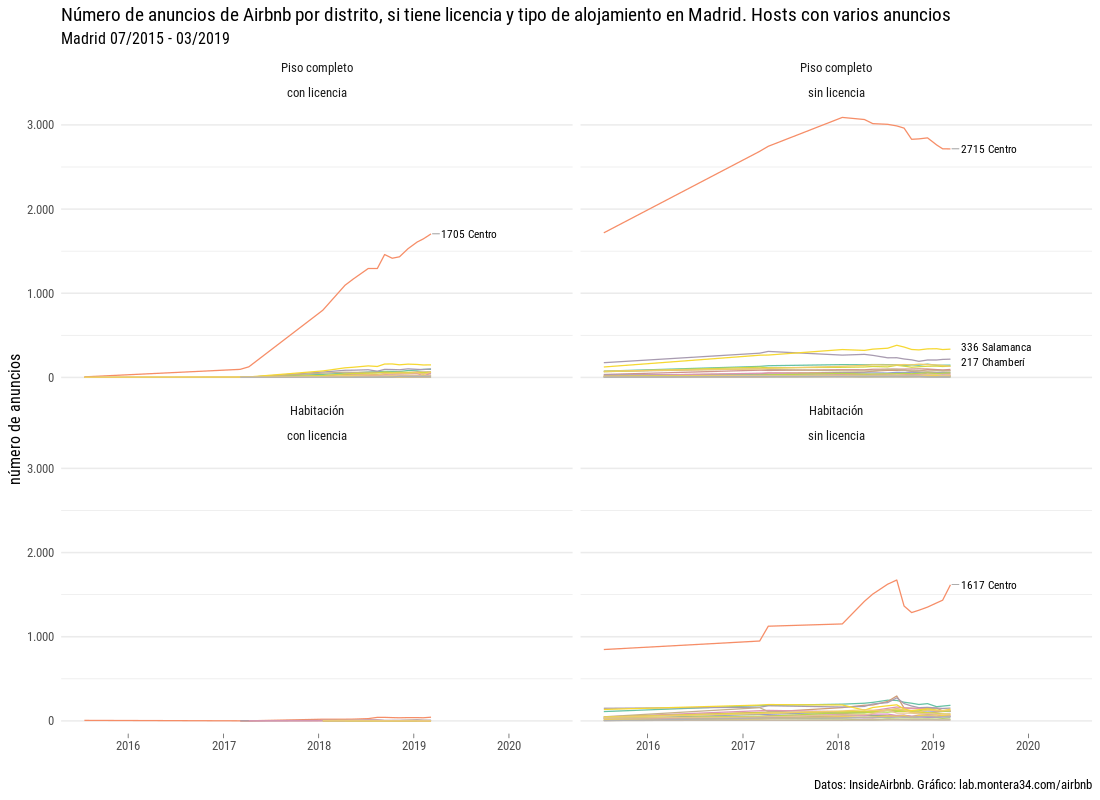 Número de anuncios de Airbnb por distrito, si tiene licencia y tipo de alojamiento en Madrid. Hosts con varios anuncios
Madrid 07/2015 - 03/2019
Piso completo
con licencia
Piso completo
sin licencia
número de anuncios
3.000
2.000
1.000
0
1705 Centro
2715 Centro
336 Salamanca
217 Chamberí
Habitación
con licencia
Habitación
sin licencia
3.000
2.000
1.000
0
1617 Centro
2016 2017 2018 2019 2020
2016 2017 2018 2019 2020
Datos: InsideAirbnb. Gráfico: lab.montera34.com/airbnb